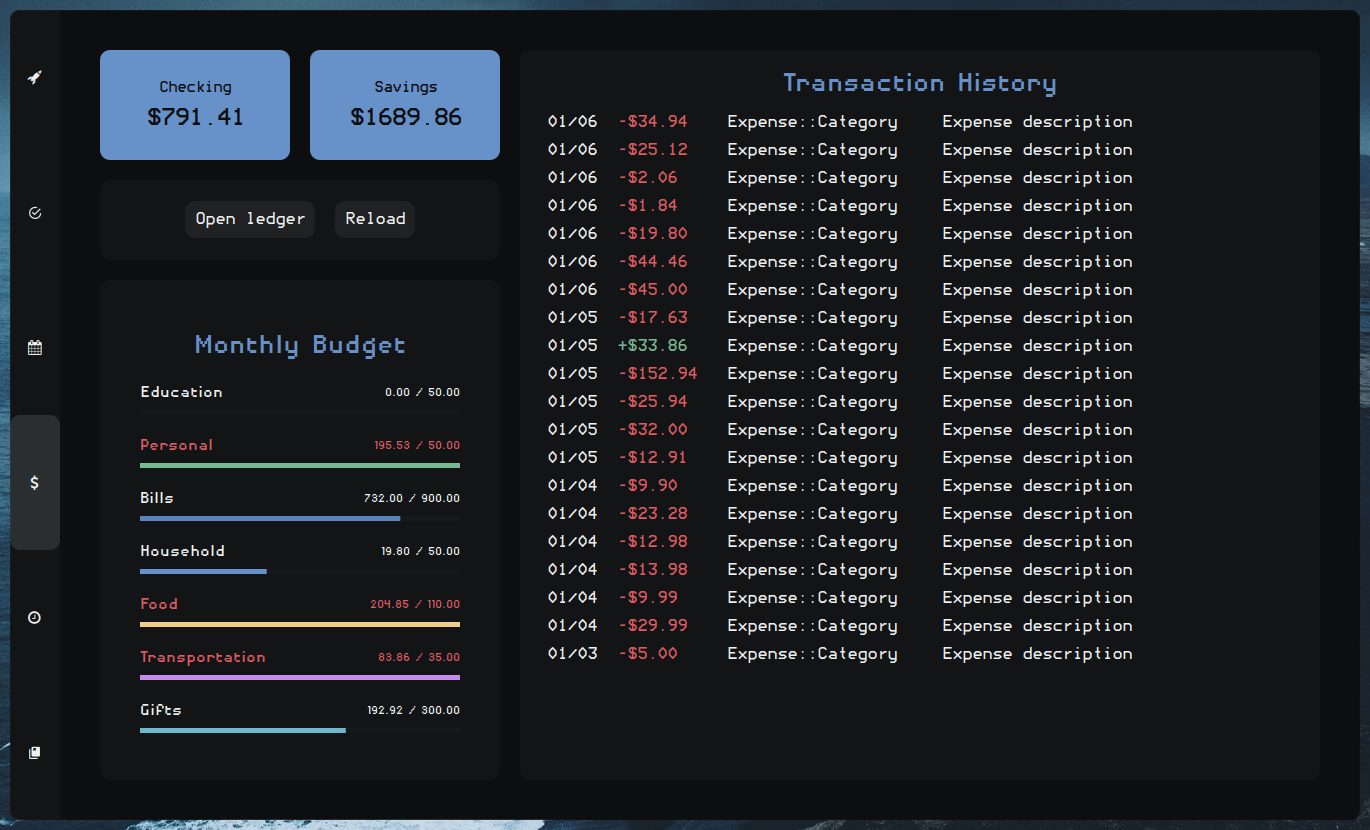 Checking
$791.41
Savings
$1689.86
Open ledger
Reload
Monthly Budget
Education 0.00 / 50.00
Personal 195.53 / 50.00
Bills 732.00 / 900.00
Household 19.80 / 50.00
Food 204.85 / 110.00
Transportation 83.86 / 35.00
Gifts 192.92 / 300.00
Transaction History
01/06 -$34.94 Expense::Category Expense description
01/06 -$25.12 Expense::Category Expense description
01/06 -$2.06 Expense::Category Expense description
01/06 -$1.84 Expense::Category Expense description
01/06 -$19.80 Expense::Category Expense description
01/06 -$44.46 Expense::Category Expense description
01/06 -$45.00 Expense::Category Expense description
01/05 -$17.63 Expense::Category Expense description
01/05 +$33.86 Expense::Category Expense description
01/05 -$152.94 Expense::Category Expense description
01/05 -$25.94 Expense::Category Expense description
01/05 -$32.00 Expense::Category Expense description
01/05 -$12.91 Expense::Category Expense description
01/04 -$9.90 Expense::Category Expense description
01/04 -$23.28 Expense::Category Expense description
01/04 -$12.98 Expense::Category Expense description
01/04 -$13.98 Expense::Category Expense description
01/04 -$9.99 Expense::Category Expense description
01/04 -$29.99 Expense::Category Expense description
01/03 -$5.00 Expense::Category Expense description